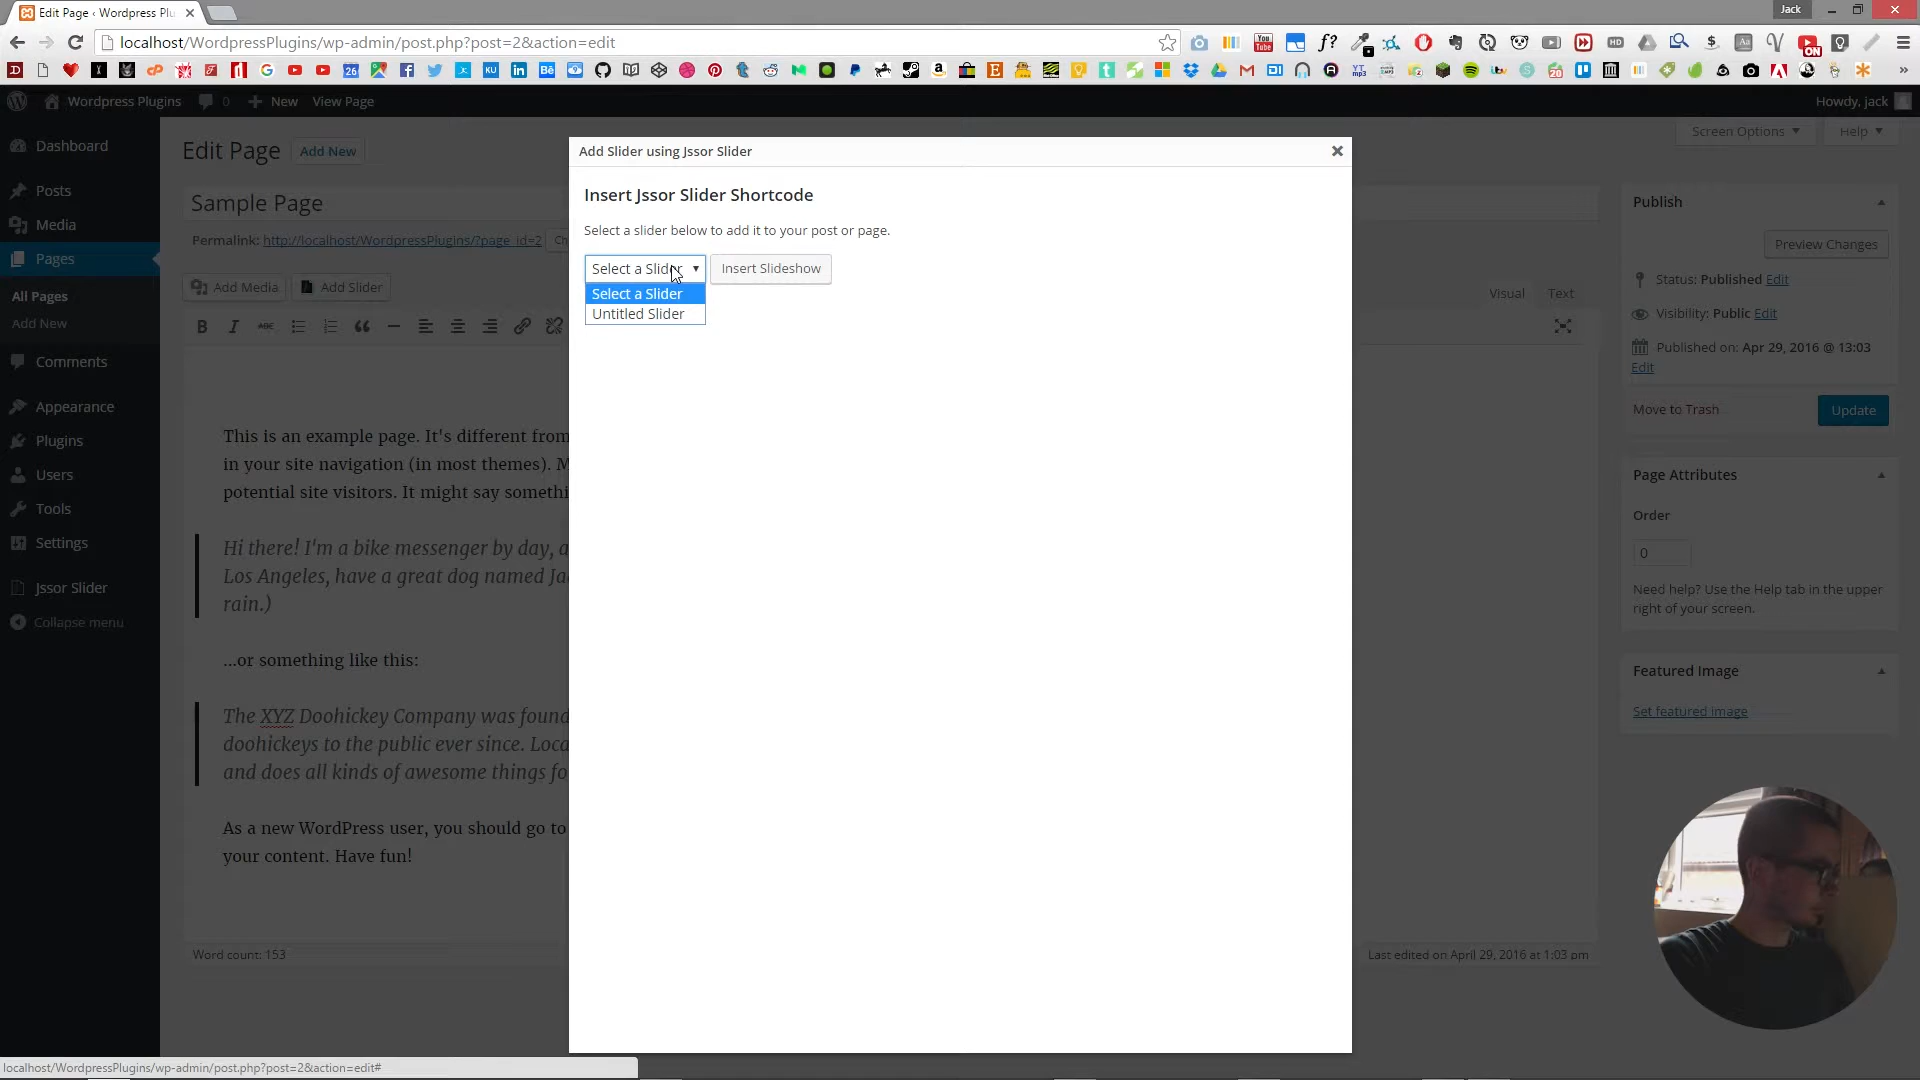 Edit Page ‹ Wordpress Plu
Jack
localhost/WordpressPlugins/wp-admin/post.php?post=2&action=edit
Wordpress Plugins
0
New
View Page
Howdy, jack
Dashboard
Posts
Media
Pages
All Pages
Add New
Comments
Appearance
Plugins
Users
Tools
Settings
Jssor Slider
Collapse menu
Edit Page
Add New
Screen Options
Help
Sample Page
Permalink: http://localhost/WordpressPlugins/?page_id=2
Add Media
Add Slider
Visual
Text
This is an example page. It's different from
in your site navigation (in most themes). M
potential site visitors. It might say somethi
Hi there! I'm a bike messenger by day, a
Los Angeles, have a great dog named Ja
rain.)
...or something like this:
The XYZ Doohickey Company was found
doohickeys to the public ever since. Loca
and does all kinds of awesome things fo
As a new WordPress user, you should go to
your content. Have fun!
Word count: 153
Last edited on April 29, 2016 at 1:03 pm
Add Slider using Jssor Slider
Insert Jssor Slider Shortcode
Select a slider below to add it to your post or page.
Select a Slider
Insert Slideshow
Select a Slider
Untitled Slider
Publish
Preview Changes
Status: Published Edit
Visibility: Public Edit
Published on: Apr 29, 2016 @ 13:03
Edit
Move to Trash
Update
Page Attributes
Order
0
Need help? Use the Help tab in the upper
right of your screen.
Featured Image
Set featured image
localhost/WordpressPlugins/wp-admin/post.php?post=2&action=edit#